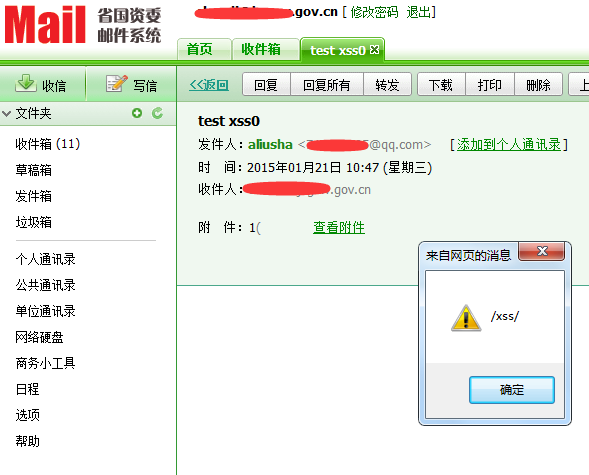 Mail 省国资委
邮件系统
.gov.cn [ 修改密码 退出]
首页 收件箱 test xss0
收信 写信
<<返回 回复 回复所有 转发 下载 打印 删除
文件夹
收件箱 (11)
草稿箱
发件箱
垃圾箱
个人通讯录
公共通讯录
单位通讯录
网络硬盘
商务小工具
日程
选项
帮助
test xss0
发件人: aliusha < @qq.com> [添加到个人通讯录]
时 间: 2015年01月21日 10:47 (星期三)
收件人: .gov.cn
附 件: 1( 查看附件
来自网页的消息
/xss/
确定